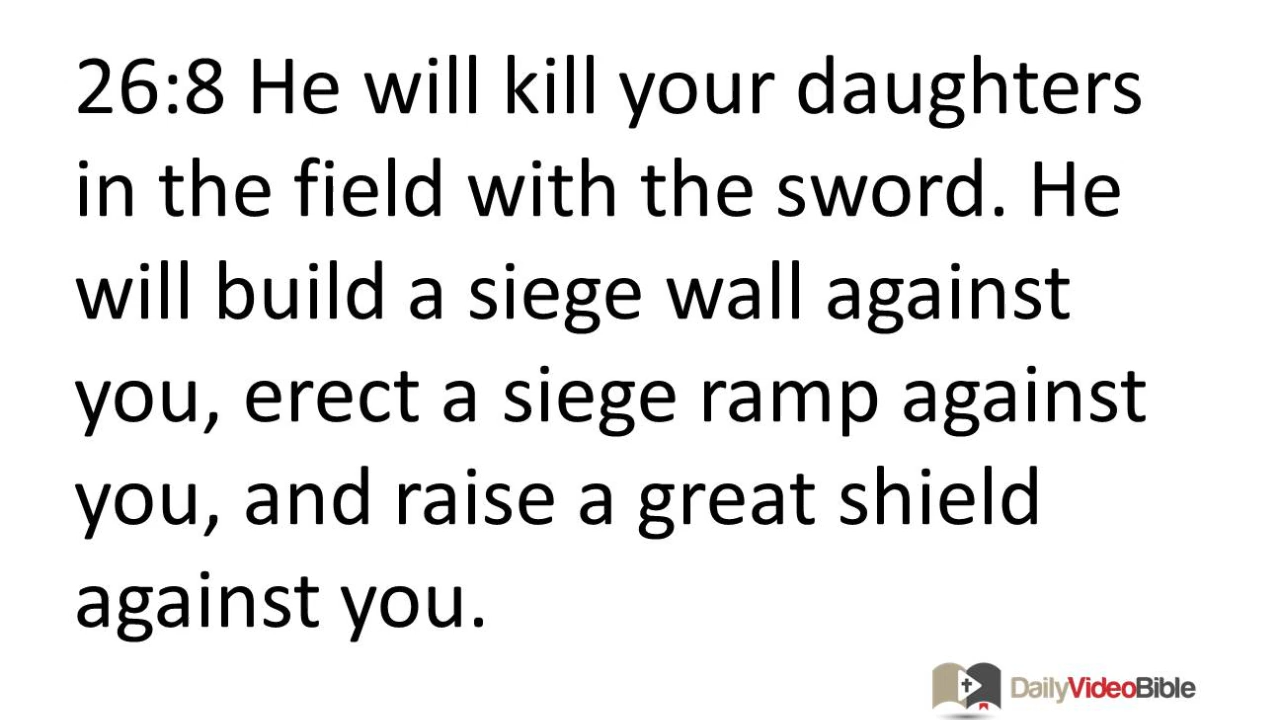 26:8 He will kill your daughters
in the field with the sword. He
will build a siege wall against
you, erect a siege ramp against
you, and raise a great shield
against you.
DailyVideoBible